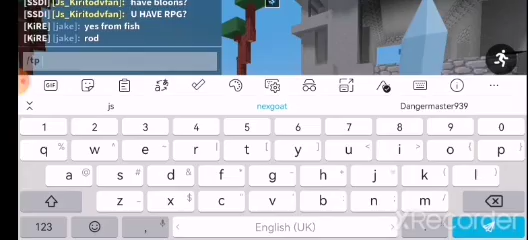 [SSDI] [Js_Kiritodvfan]: have bloons?
[SSDI] [Js_Kiritodvfan]: U HAVE RPG?
[KiRE] [jake]: yes from fish
[KiRE] [jake]: rod
/tp
GIF
js nexgoat Dangermaster939
1 2 3 4 5 6 7 8 9 0
q % w ^ e ~ r | t [ y ] u < i > o { p }
a @ s # d & f * g - h + j = k ( l )
z _ x $ c " v ' b : n ; m /
123 , English (UK) .
XRecorder